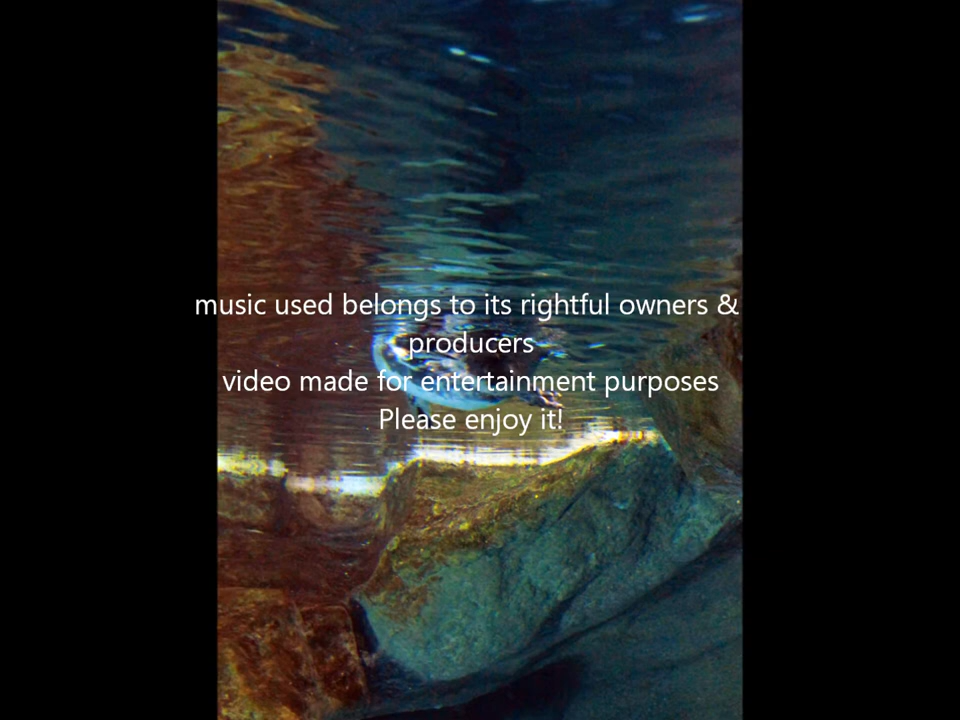 music used belongs to its rightful owners &
producers
video made for entertainment purposes
Please enjoy it!